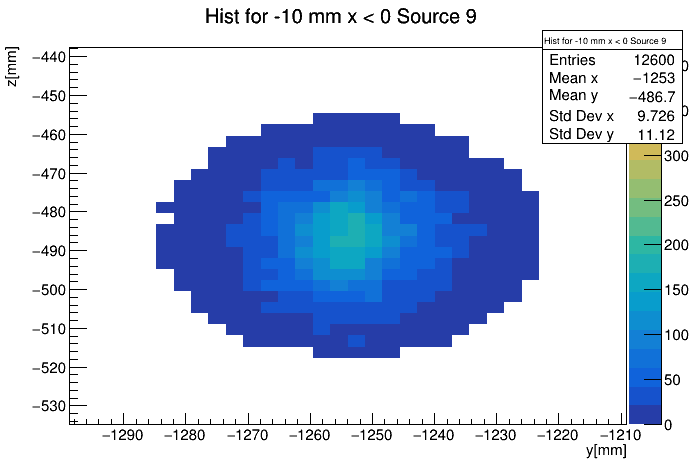 Hist for -10 mm x < 0 Source 9
z[mm]
Hist for -10 mm x < 0 Source 9
Entries 12600
Mean x −1253
Mean y −486.7
Std Dev x 9.726
Std Dev y 11.12
−440
−450
−460
−470
−480
−490
−500
−510
−520
−530
300
250
200
150
100
50
0
−1290 −1280 −1270 −1260 −1250 −1240 −1230 −1220 −1210
y[mm]